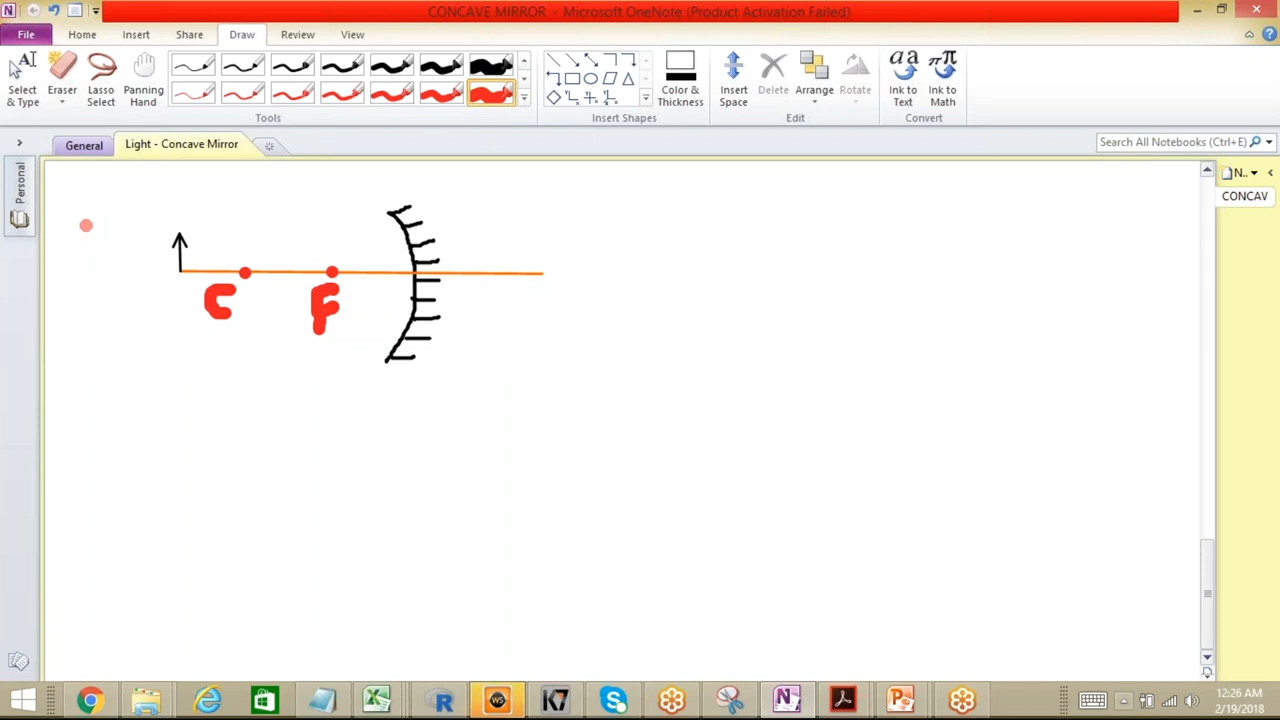 CONCAVE MIRROR - Microsoft OneNote (Product Activation Failed)
File Home Insert Share Draw Review View
Select & Type
Eraser
Lasso Select
Panning Hand
Color & Thickness
Insert Space
Delete
Arrange
Rotate
Ink to Text
Ink to Math
Tools Insert Shapes Edit Convert
General Light - Concave Mirror Search All Notebooks (Ctrl+E)
Personal
N..
CONCAV
C F
12:26 AM
2/19/2018